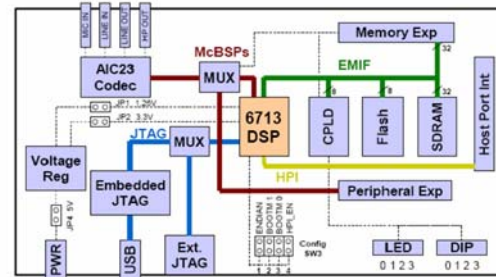 MIC IN
LINE IN
LINE OUT
HP OUT
AIC23
Codec
McBSPs
MUX
Memory Exp
32
EMIF
JP1 1.26V
JP2 3.3V
6713
DSP
CPLD
8
Flash
8
SDRAM
32
Host Port Int
JTAG
MUX
Voltage
Reg
HPI
Embedded
JTAG
Peripheral Exp
JP4 5V
ENDIAN
BOOTM 1
BOOTM 0
HPI_EN
Config
SW3
1 2 3 4
PWR
USB
Ext.
JTAG
LED
DIP
0 1 2 3
0 1 2 3